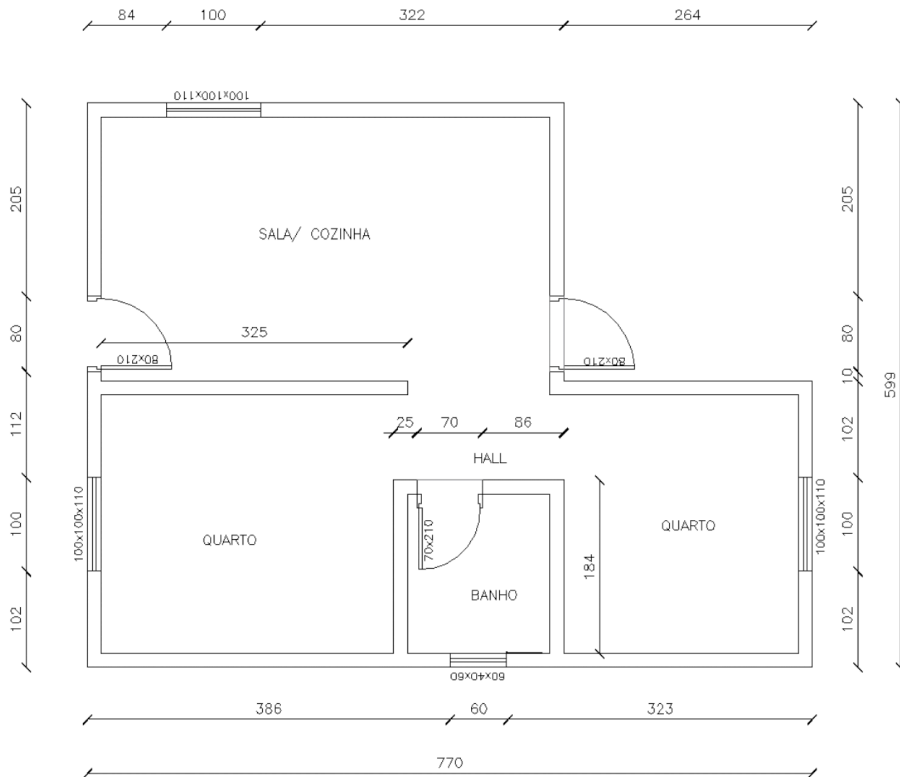 84 100 322 264
100x100x110
205 205
SALA/ COZINHA
80 325 80
80x210 80x210
10
599
112 25 70 86 102
HALL
100x100x110 100x100x110
100 QUARTO 70x210 184 QUARTO 100
BANHO
102 102
60x40x60
386 60 323
770